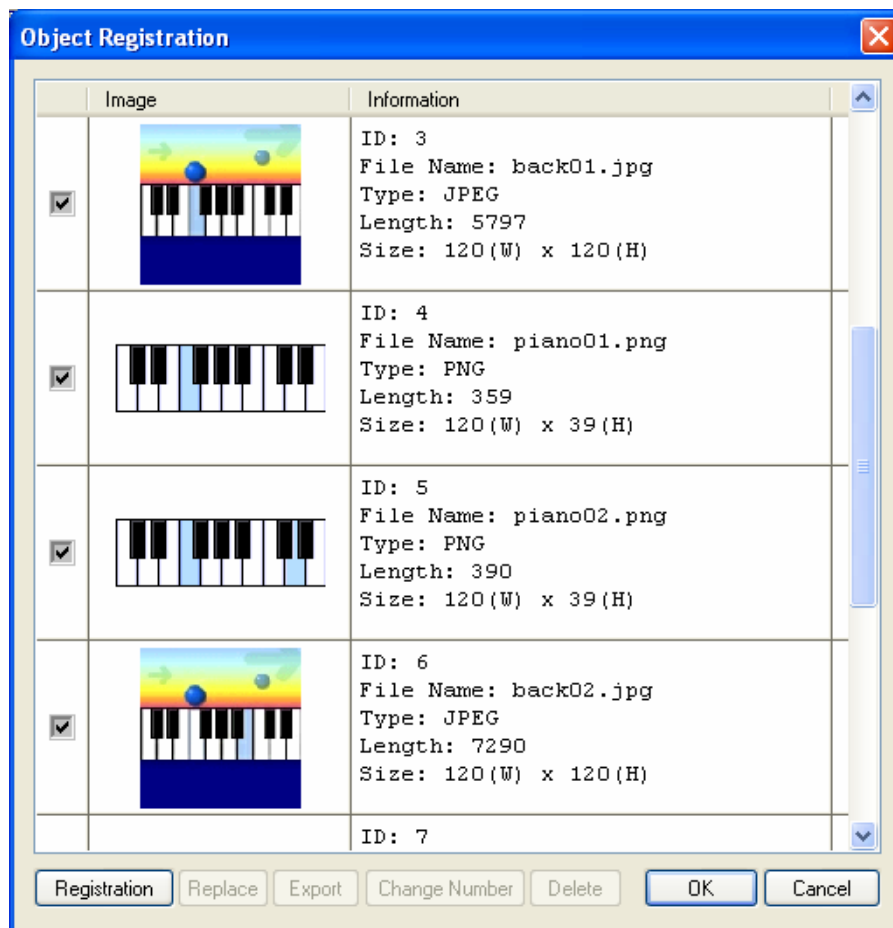 Object Registration
Image Information
ID: 3
File Name: back01.jpg
Type: JPEG
Length: 5797
Size: 120(W) x 120(H)
ID: 4
File Name: piano01.png
Type: PNG
Length: 359
Size: 120(W) x 39(H)
ID: 5
File Name: piano02.png
Type: PNG
Length: 390
Size: 120(W) x 39(H)
ID: 6
File Name: back02.jpg
Type: JPEG
Length: 7290
Size: 120(W) x 120(H)
ID: 7
Registration Replace Export Change Number Delete OK Cancel